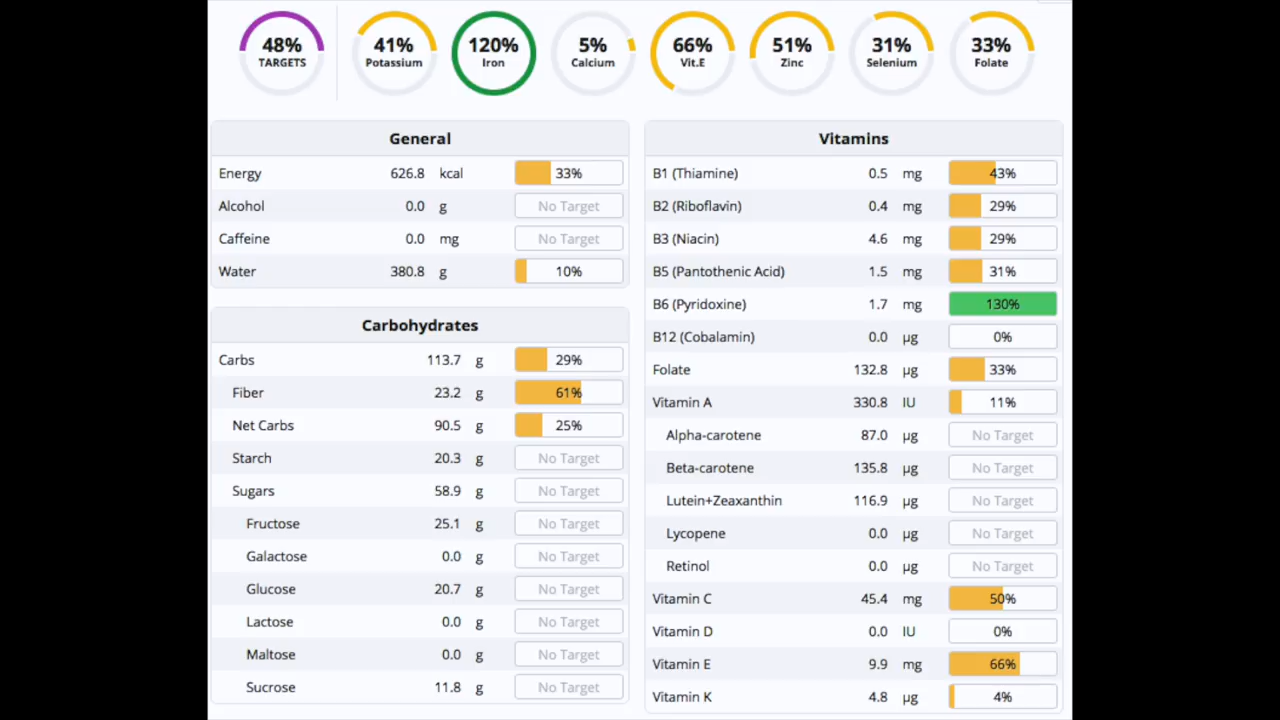 48% 41% 120% 5% 66% 51% 31% 33%
TARGETS Potassium Iron Calcium Vit.E Zinc Selenium Folate
General
Energy 626.8 kcal 33%
Alcohol 0.0 g No Target
Caffeine 0.0 mg No Target
Water 380.8 g 10%
Carbohydrates
Carbs 113.7 g 29%
Fiber 23.2 g 61%
Net Carbs 90.5 g 25%
Starch 20.3 g No Target
Sugars 58.9 g No Target
Fructose 25.1 g No Target
Galactose 0.0 g No Target
Glucose 20.7 g No Target
Lactose 0.0 g No Target
Maltose 0.0 g No Target
Sucrose 11.8 g No Target
Vitamins
B1 (Thiamine) 0.5 mg 43%
B2 (Riboflavin) 0.4 mg 29%
B3 (Niacin) 4.6 mg 29%
B5 (Pantothenic Acid) 1.5 mg 31%
B6 (Pyridoxine) 1.7 mg 130%
B12 (Cobalamin) 0.0 µg 0%
Folate 132.8 µg 33%
Vitamin A 330.8 IU 11%
Alpha-carotene 87.0 µg No Target
Beta-carotene 135.8 µg No Target
Lutein+Zeaxanthin 116.9 µg No Target
Lycopene 0.0 µg No Target
Retinol 0.0 µg No Target
Vitamin C 45.4 mg 50%
Vitamin D 0.0 IU 0%
Vitamin E 9.9 mg 66%
Vitamin K 4.8 µg 4%